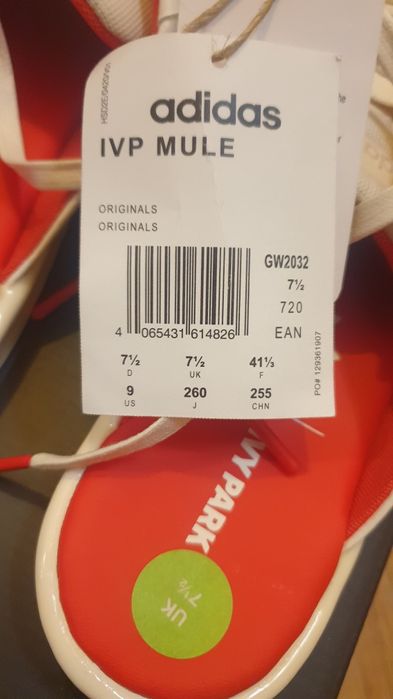 adidas
IVP MULE
ORIGINALS
ORIGINALS
GW2032
7½
720
4 065431 614826 EAN
7½ 7½ 41⅓
D UK F
9 260 255
US J CHN
PO# 129361907
IVY PARK
UK
7½